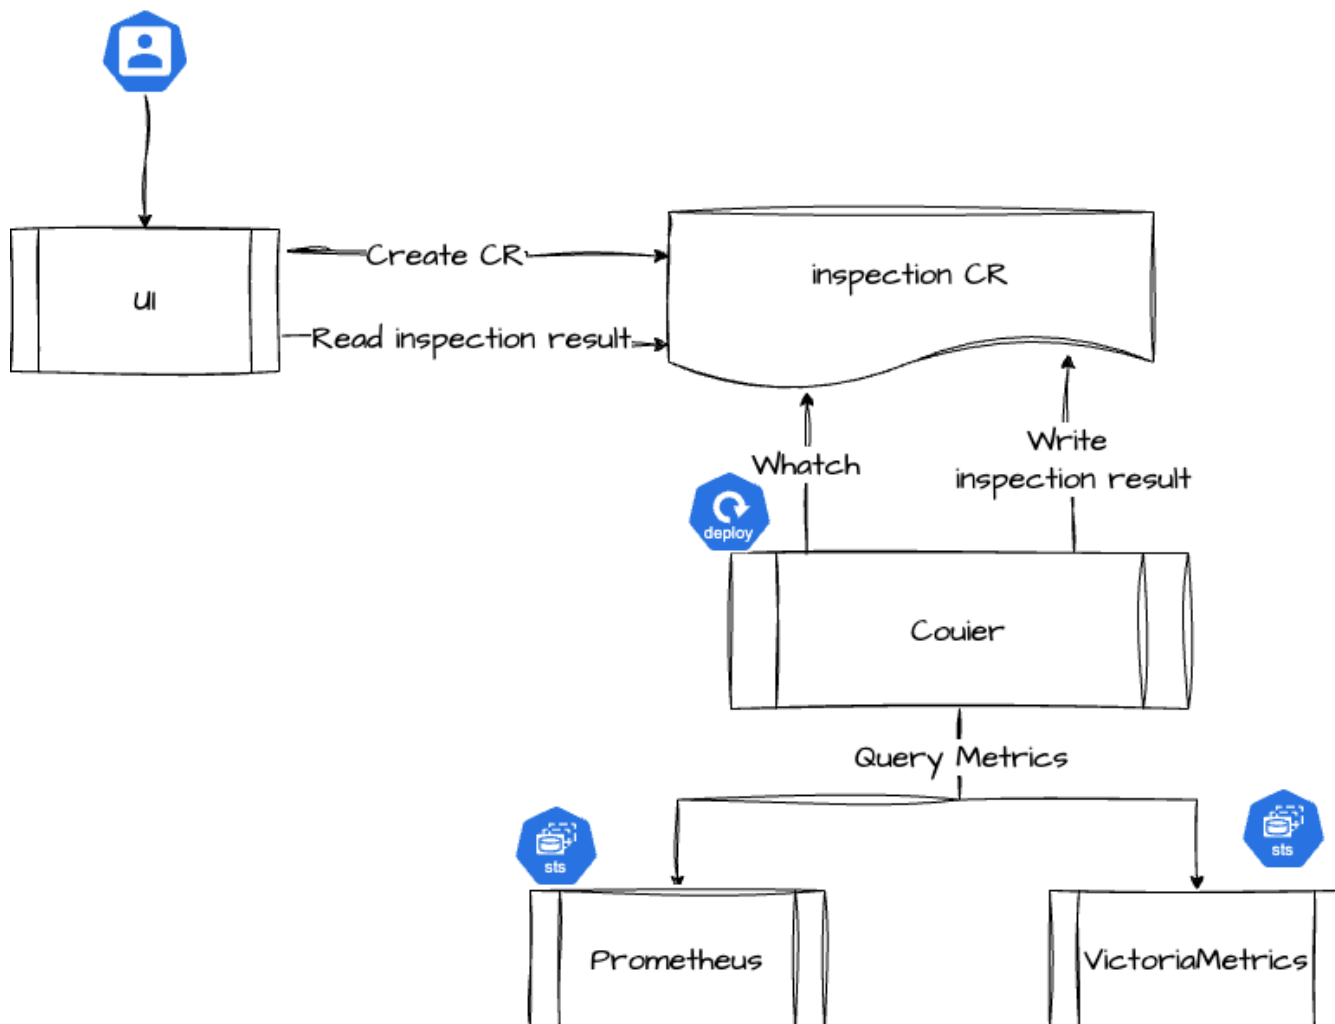 UI
Create CR
inspection CR
Read inspection result
Write
inspection result
Whatch
deploy
Couier
Query Metrics
sts
sts
Prometheus
VictoriaMetrics